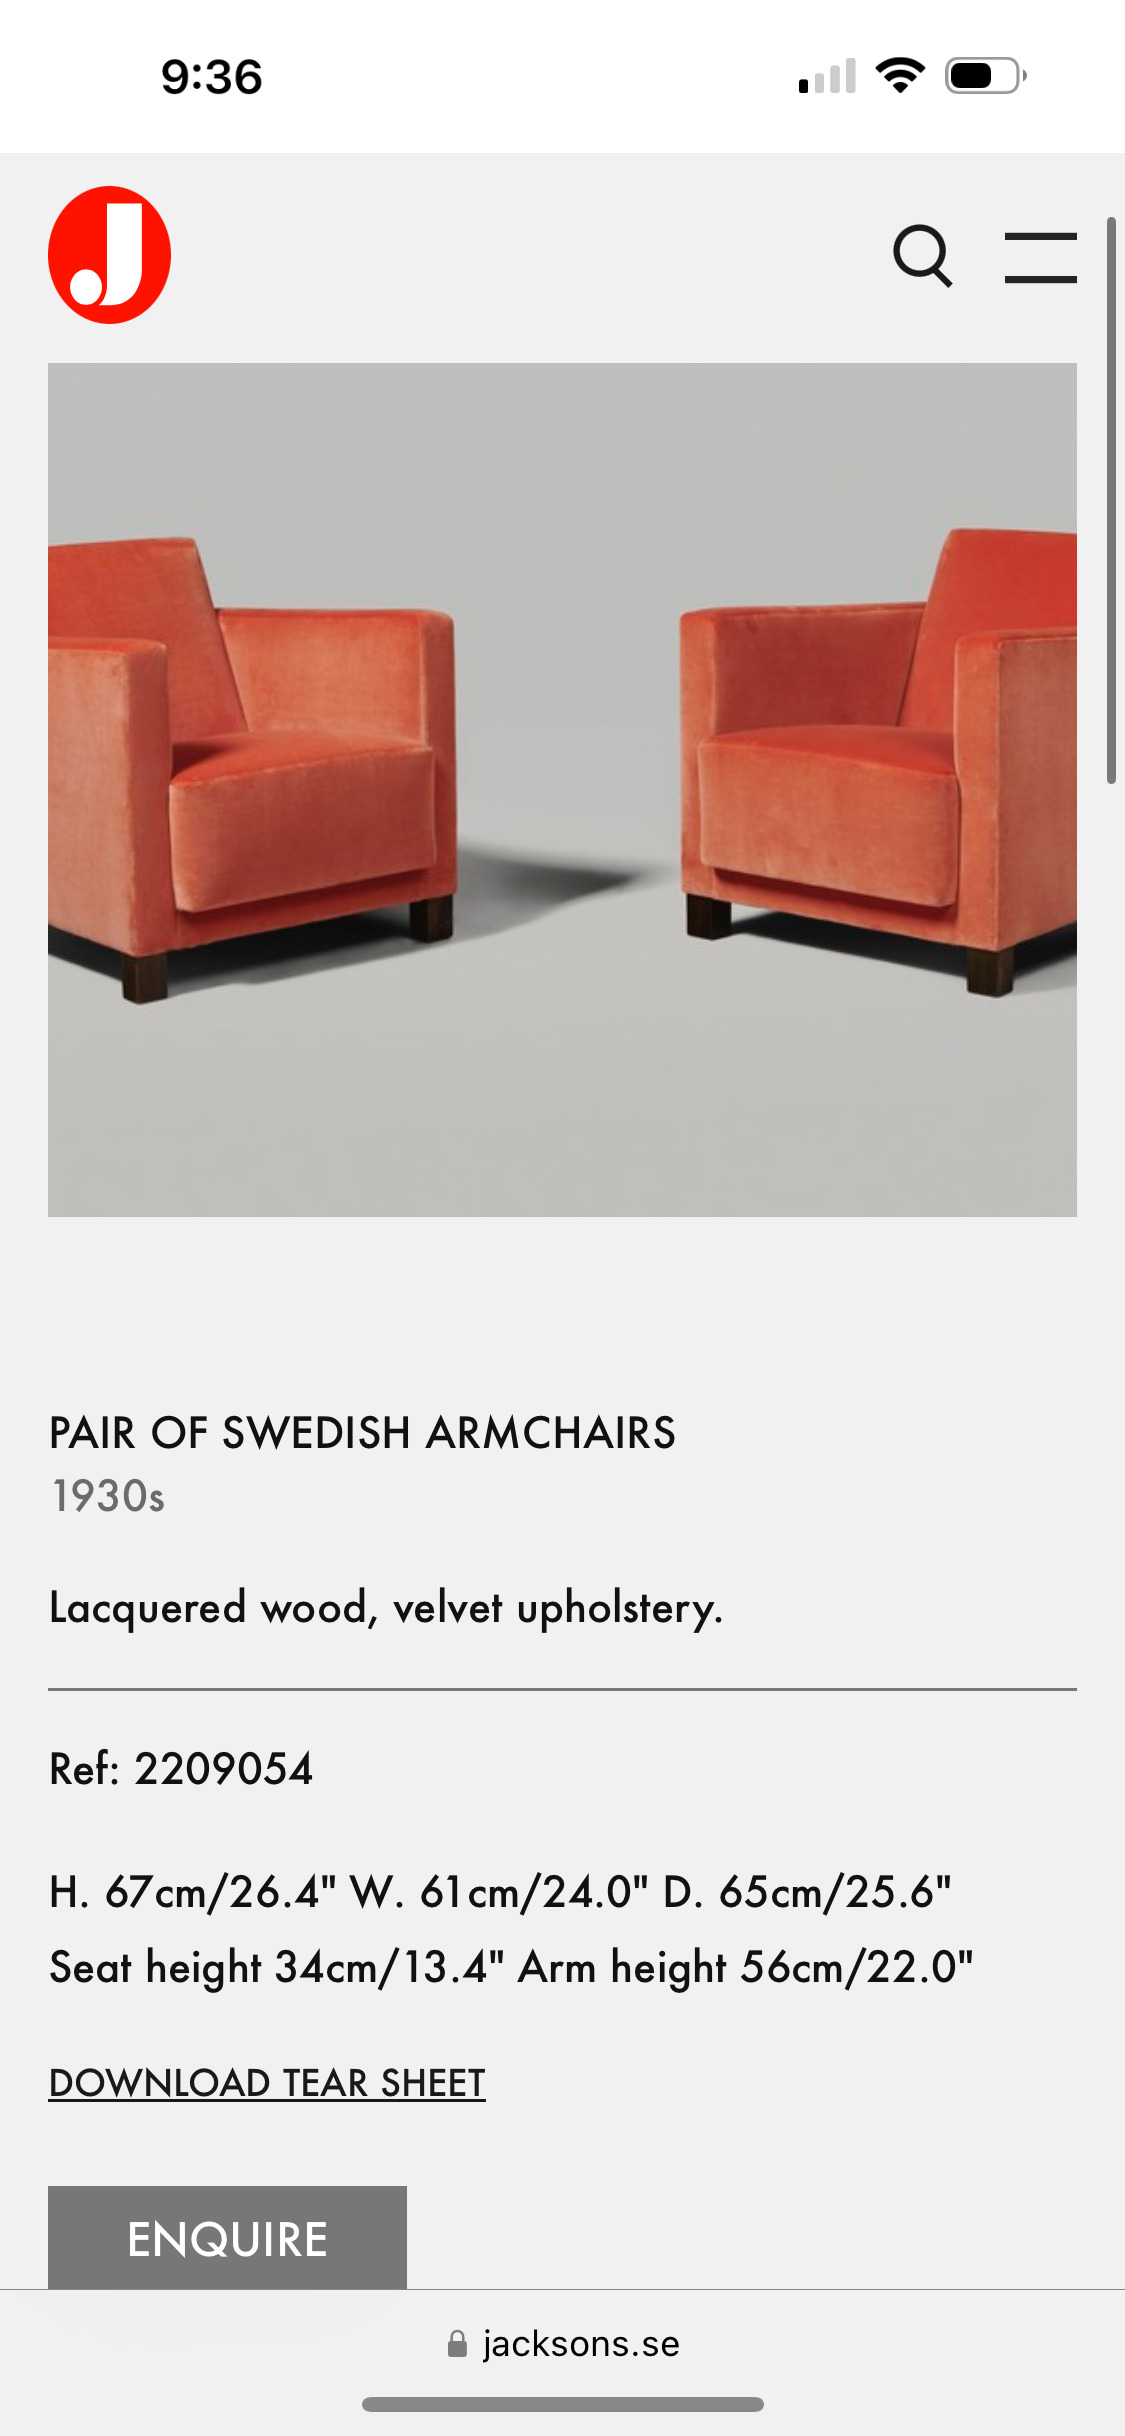 9:36
J
PAIR OF SWEDISH ARMCHAIRS
1930s
Lacquered wood, velvet upholstery.
Ref: 2209054
H. 67cm/26.4" W. 61cm/24.0" D. 65cm/25.6"
Seat height 34cm/13.4" Arm height 56cm/22.0"
DOWNLOAD TEAR SHEET
ENQUIRE
jacksons.se